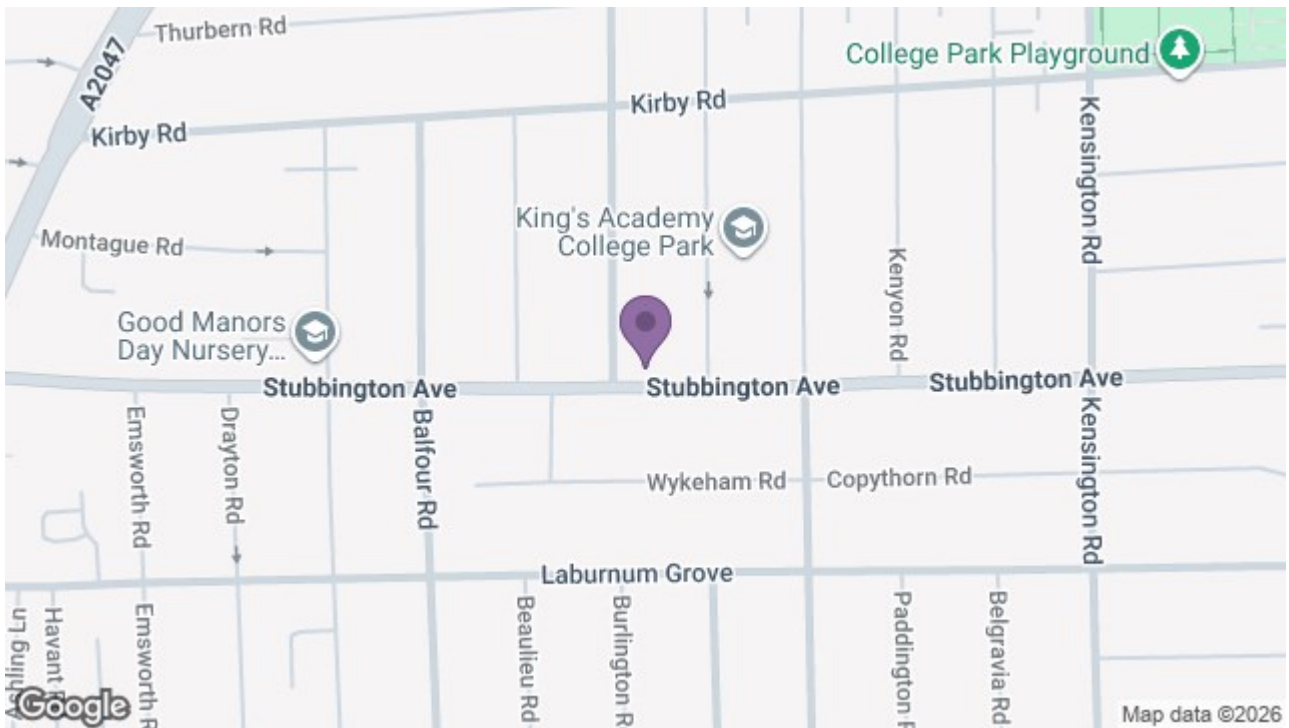 Thurbern Rd
A2047
College Park Playground
Kirby Rd
Kirby Rd
Kensington Rd
King's Academy
College Park
Montague Rd
Kenyon Rd
Good Manors
Day Nursery...
Stubbington Ave
Stubbington Ave
Stubbington Ave
Emsworth Rd
Drayton Rd
Balfour Rd
Kensington Rd
Wykeham Rd
Copythorn Rd
Laburnum Grove
Havant
Emsworth R
Beaulieu Rd
Burlington R
Paddington
Belgravia Rd
Google
Map data ©2026